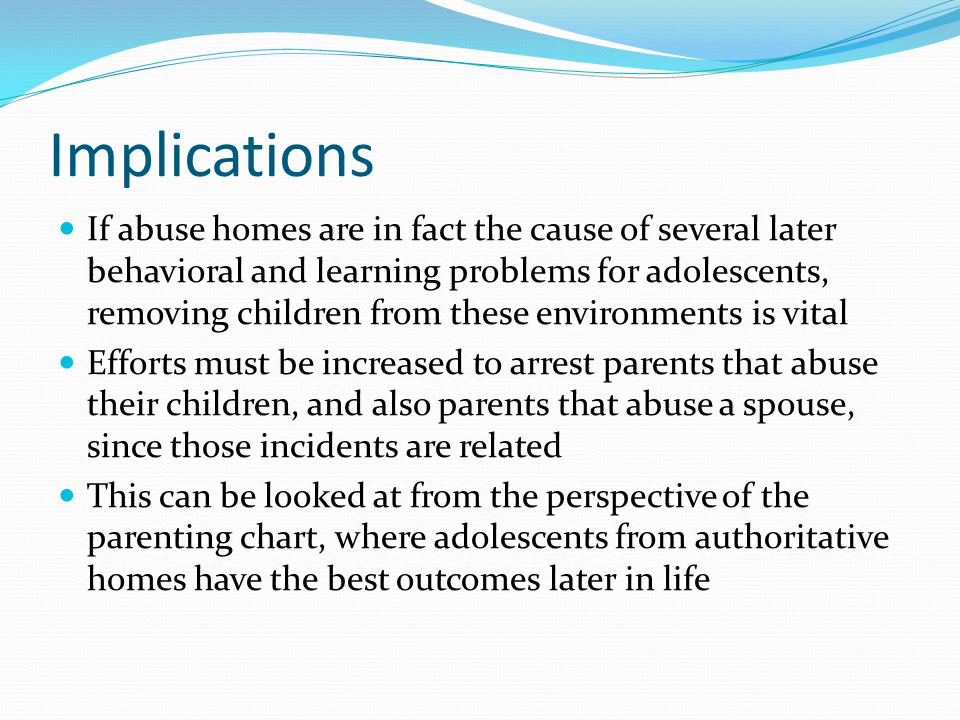 Implications
If abuse homes are in fact the cause of several later
behavioral and learning problems for adolescents,
removing children from these environments is vital
Efforts must be increased to arrest parents that abuse
their children, and also parents that abuse a spouse,
since those incidents are related
This can be looked at from the perspective of the
parenting chart, where adolescents from authoritative
homes have the best outcomes later in life